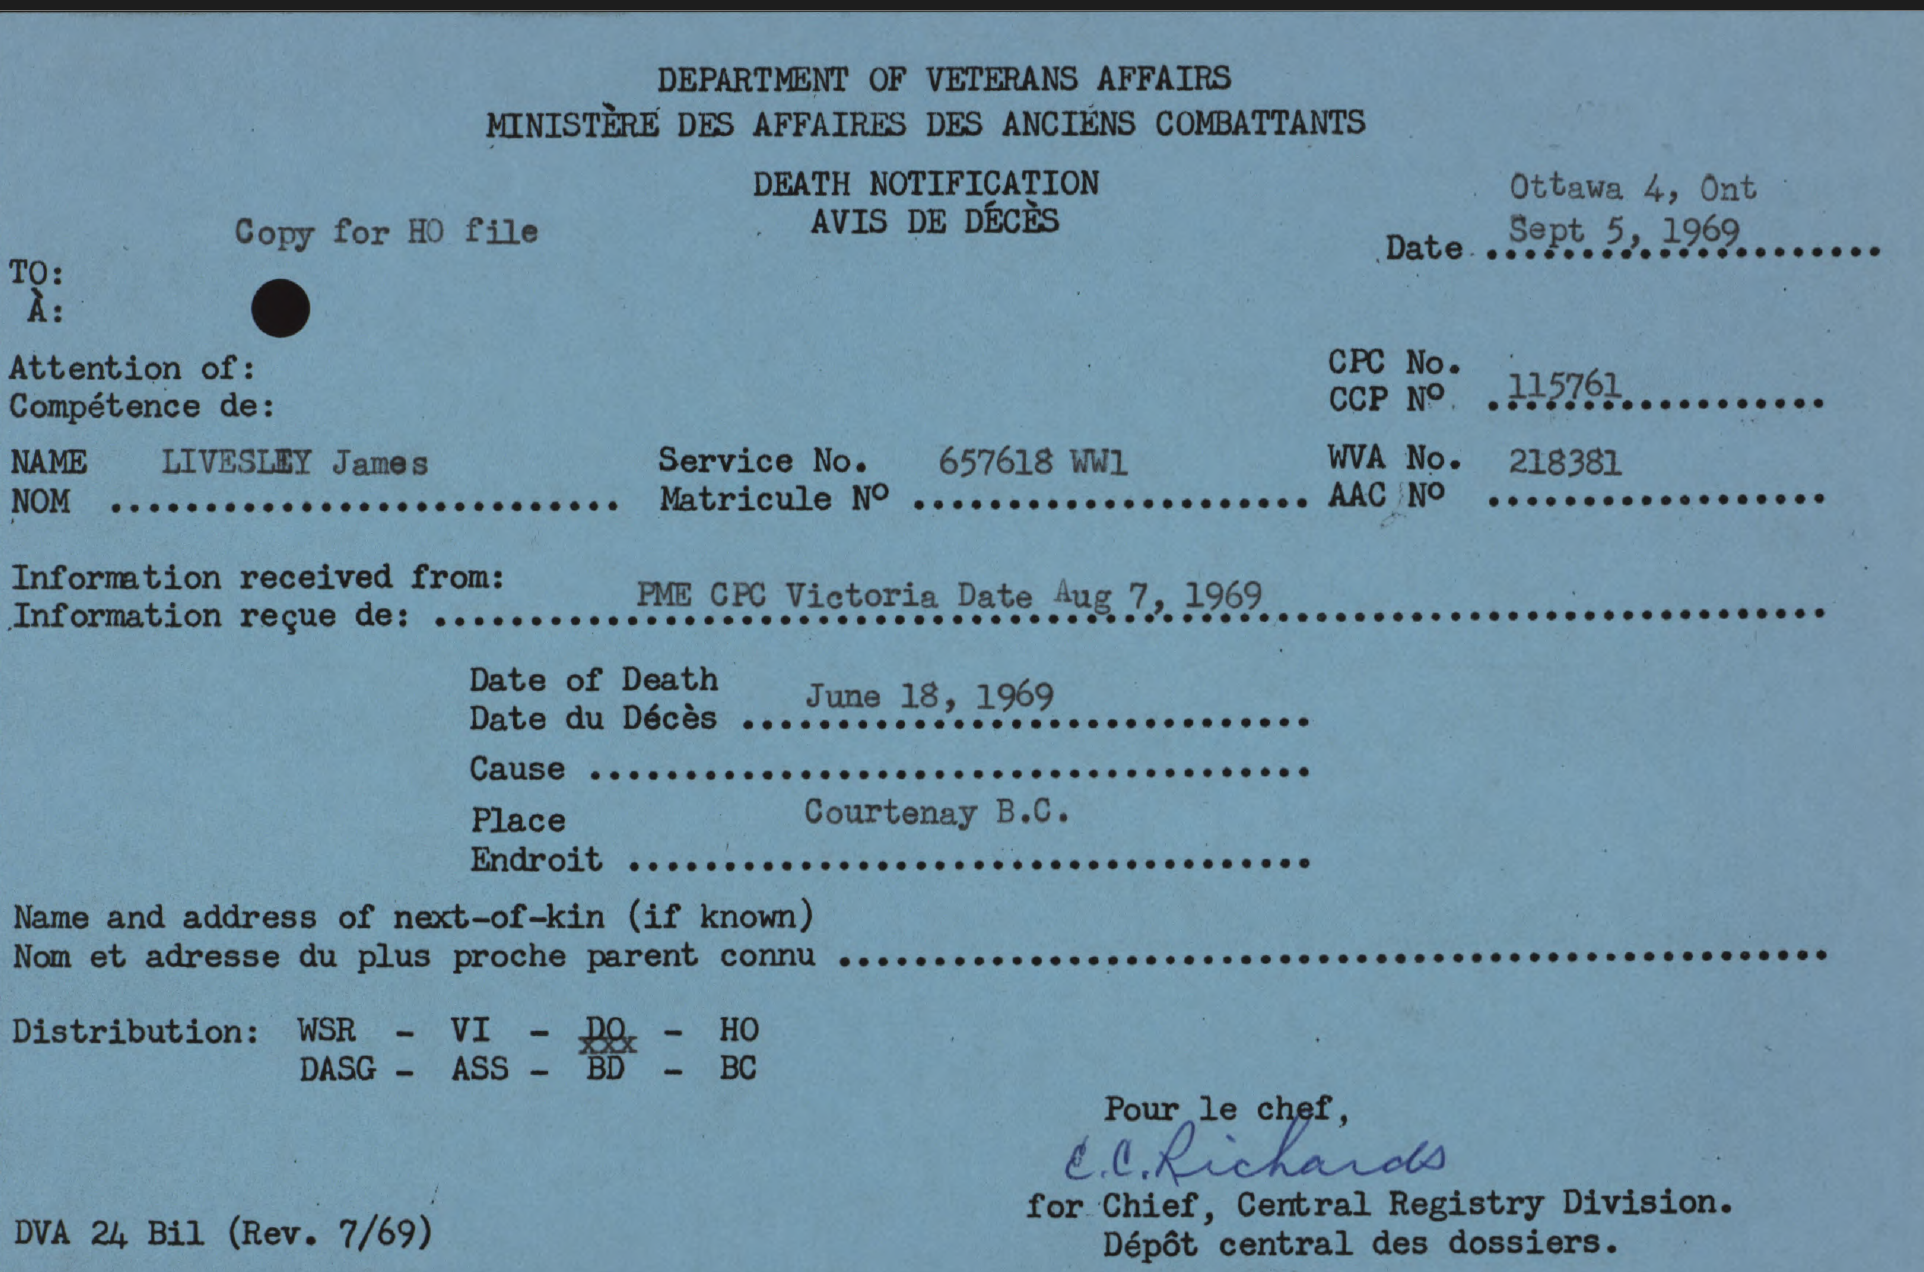 DEPARTMENT OF VETERANS AFFAIRS
MINISTÈRE DES AFFAIRES DES ANCIENS COMBATTANTS
DEATH NOTIFICATION
AVIS DE DÉCÈS
Ottawa 4, Ont
Date Sept 5, 1969
Copy for HO file
TO:
À:
Attention of:
Compétence de:
CPC No.
CCP Nº 115761
NAME LIVESLEY James Service No. 657618 WW1 WVA No. 218381
NOM Matricule Nº AAC Nº
Information received from:
Information reçue de: PME CPC Victoria Date Aug 7, 1969
Date of Death
Date du Décès June 18, 1969
Cause
Place Courtenay B.C.
Endroit
Name and address of next-of-kin (if known)
Nom et adresse du plus proche parent connu
Distribution: WSR - VI - DO - HO
xxx
DASG - ASS - BD - BC
Pour le chef,
C.C. Richards
for Chief, Central Registry Division.
Dépôt central des dossiers.
DVA 24 Bil (Rev. 7/69)